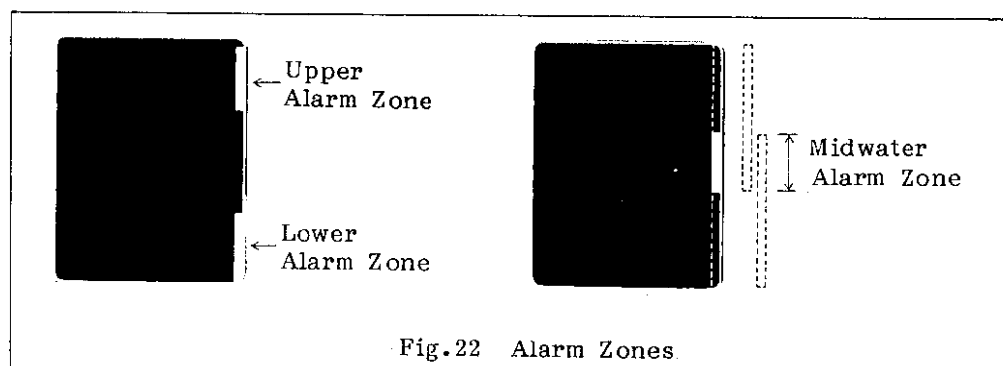 Upper
Alarm Zone
Lower
Alarm Zone
Midwater
Alarm Zone
Fig.22 Alarm Zones